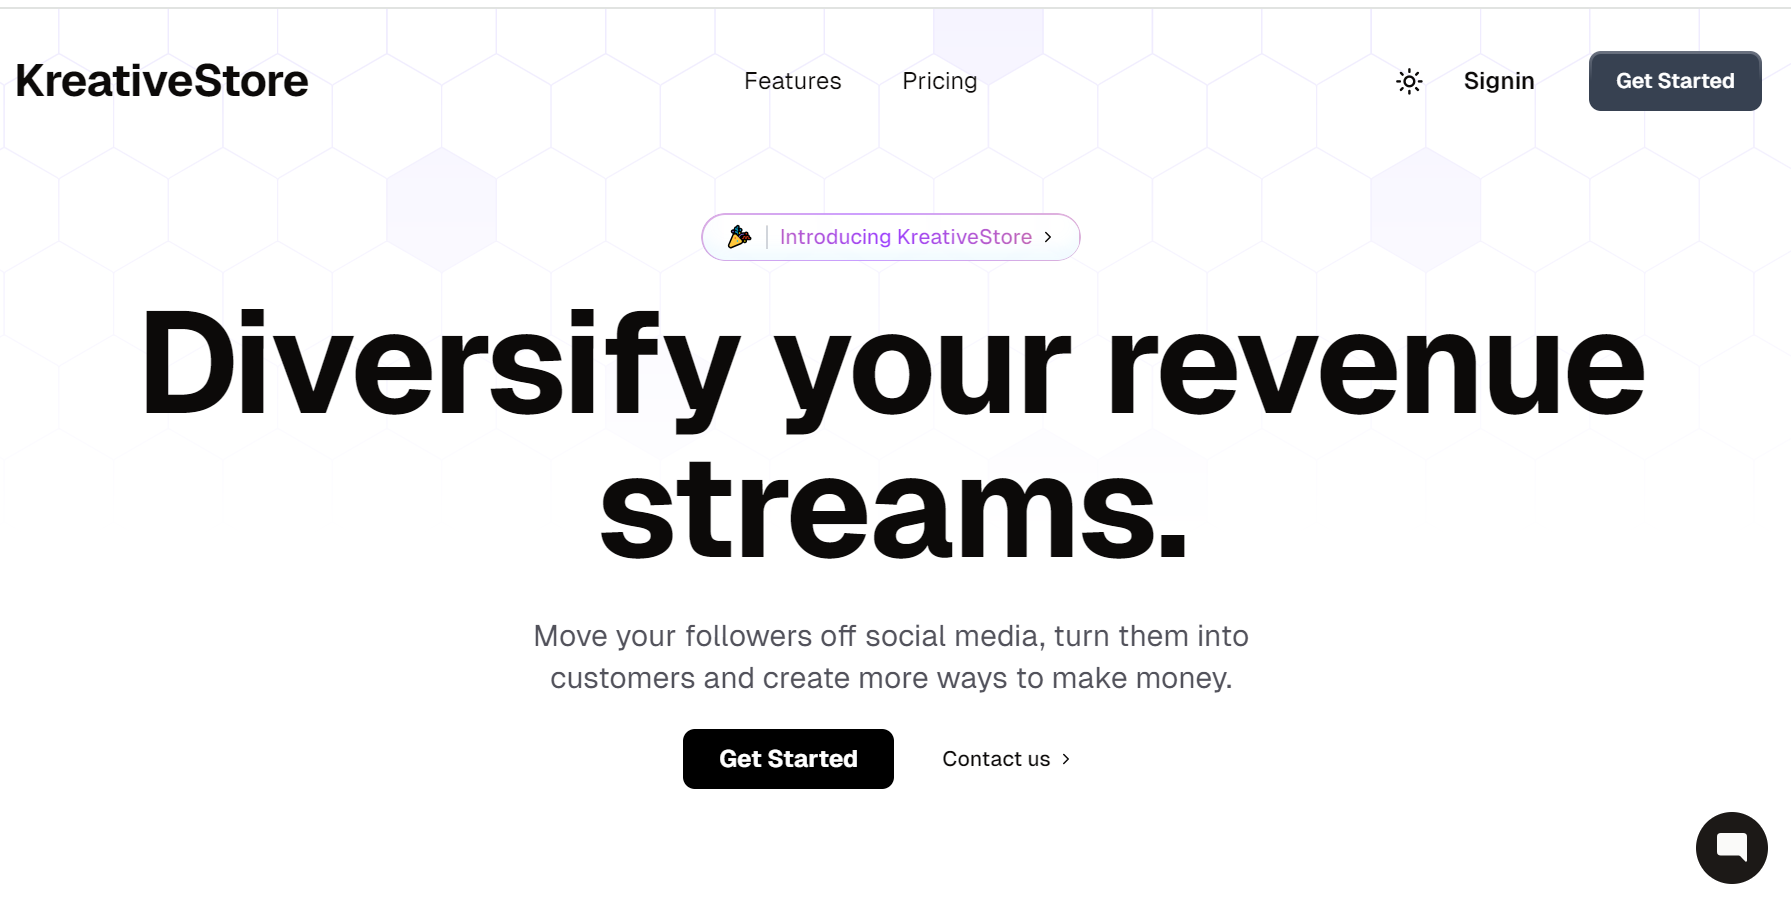 KreativeStore
Features
Pricing
Signin
Get Started
Introducing KreativeStore
Diversify your revenue
streams.
Move your followers off social media, turn them into
customers and create more ways to make money.
Get Started
Contact us